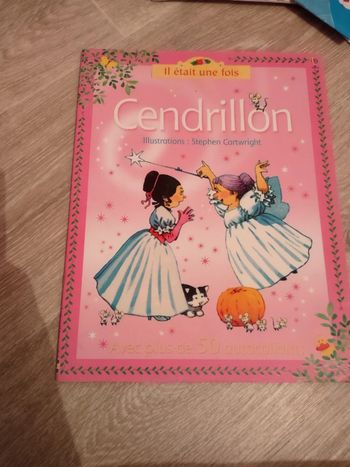 Il était une fois
Cendrillon
Illustrations : Stephen Cartwright
Avec plus de 50 autocollants